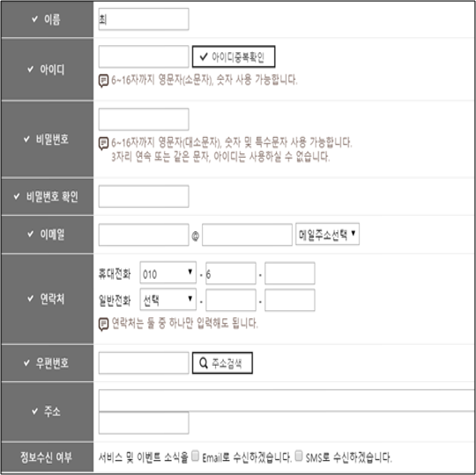 ✔ 이름 최
✔ 아이디 ✔ 아이디중복확인
6~16자까지 영문자(소문자), 숫자 사용 가능합니다.
✔ 비밀번호
6~16자까지 영문자(대소문자), 숫자 및 특수문자 사용 가능합니다.
3자리 연속 또는 같은 문자, 아이디는 사용하실 수 없습니다.
✔ 비밀번호 확인
✔ 이메일 @ 메일주소선택 ▼
✔ 연락처
휴대전화 010 ▼ - 6 -
일반전화 선택 ▼ - -
연락처는 둘 중 하나만 입력해도 됩니다.
✔ 우편번호 주소검색
✔ 주소
정보수신 여부 서비스 및 이벤트 소식을 Email로 수신하겠습니다. SMS로 수신하겠습니다.